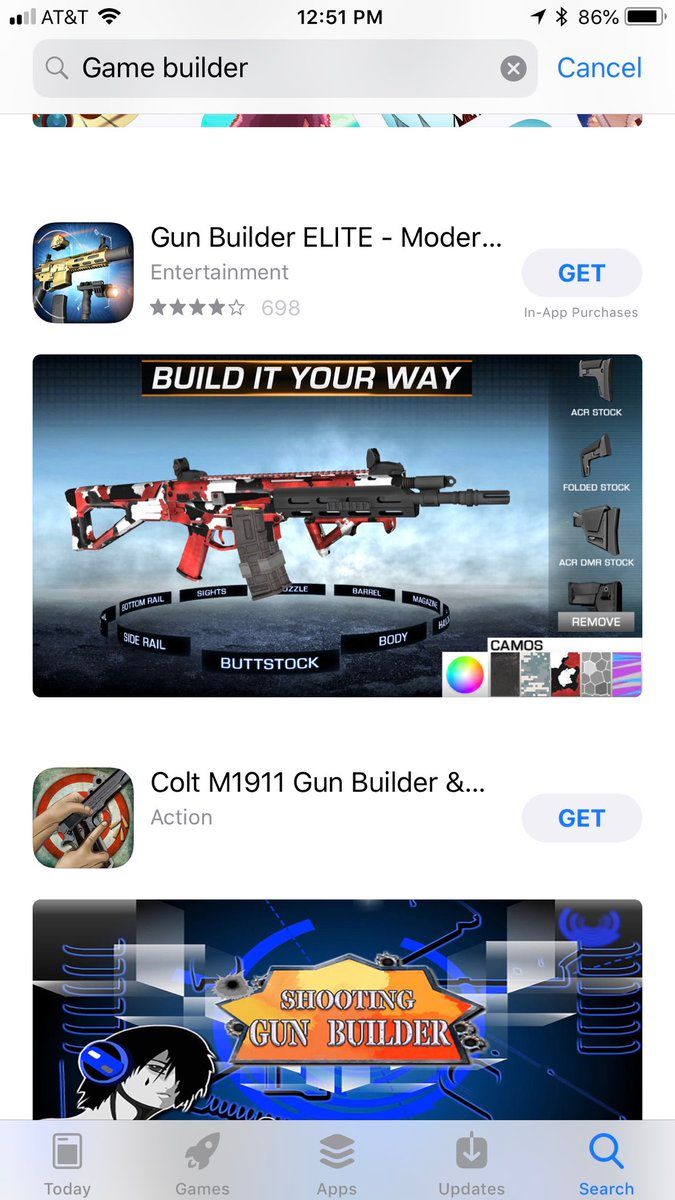 AT&T 12:51 PM 86%
Game builder Cancel
Gun Builder ELITE - Moder...
Entertainment
698
GET
In-App Purchases
BUILD IT YOUR WAY
ACR STOCK
FOLDED STOCK
ACR DMR STOCK
REMOVE
BOTTOM RAIL SIGHTS BARREL MAGAZINE
SIDE RAIL BUTTSTOCK BODY
CAMOS
Colt M1911 Gun Builder &...
Action
GET
SHOOTING
GUN BUILDER
Today Games Apps Updates Search